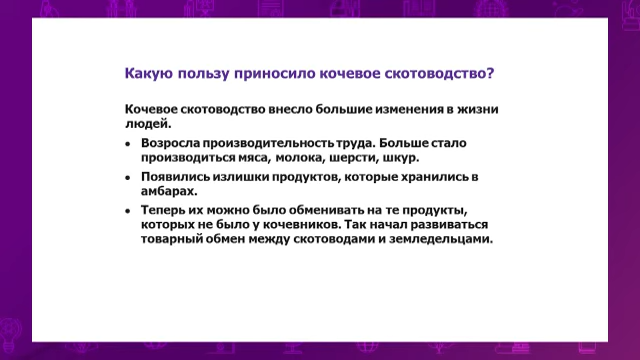 Какую пользу приносило кочевое скотоводство?
Кочевое скотоводство внесло большие изменения в жизни
людей.
• Возросла производительность труда. Больше стало
производиться мяса, молока, шерсти, шкур.
• Появились излишки продуктов, которые хранились в
амбарах.
• Теперь их можно было обменивать на те продукты,
которых не было у кочевников. Так начал развиваться
товарный обмен между скотоводами и земледельцами.